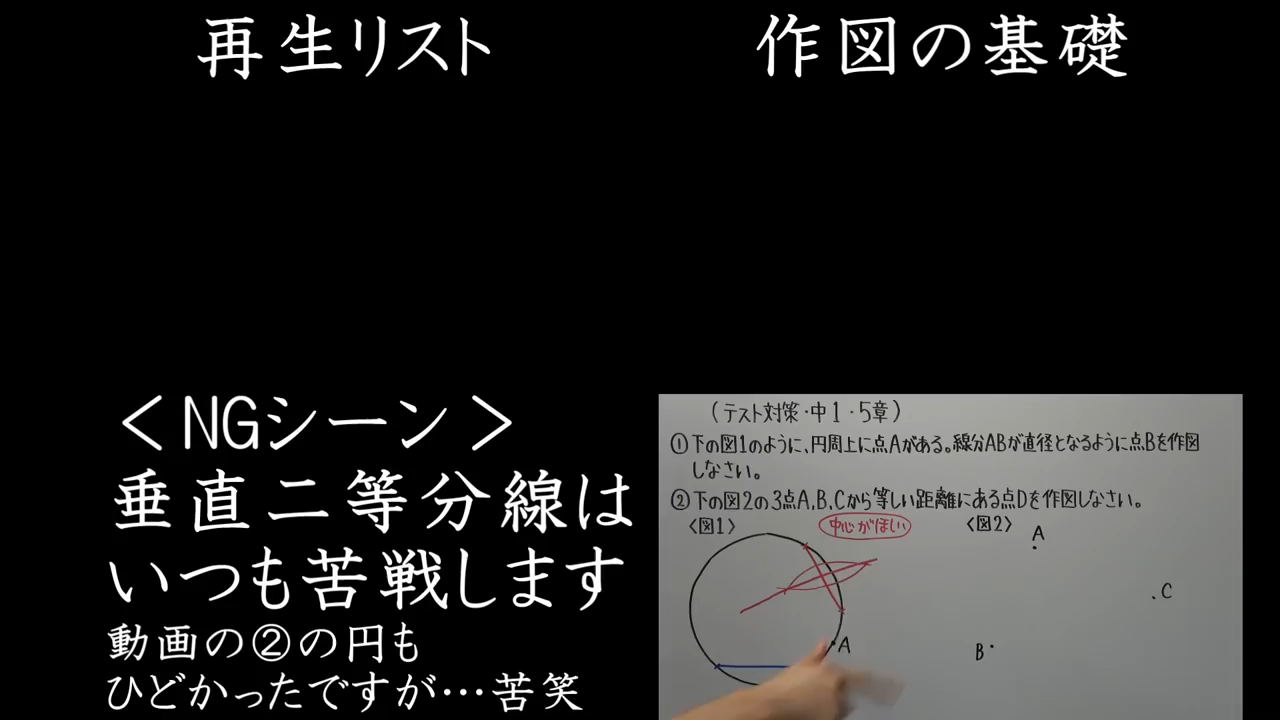 再生リスト
作図の基礎
＜NGシーン＞
垂直二等分線は
いつも苦戦します
動画の②の円も
ひどかったですが…苦笑
(テスト対策・中1・5章)
①下の図1のように、円周上に点Aがある。線分ABが直径となるように点Bを作図
しなさい。
②下の図2の3点A,B,Cから等しい距離にある点Dを作図しなさい。
〈図1〉
中心がほしい
〈図2〉
A
C
A
B